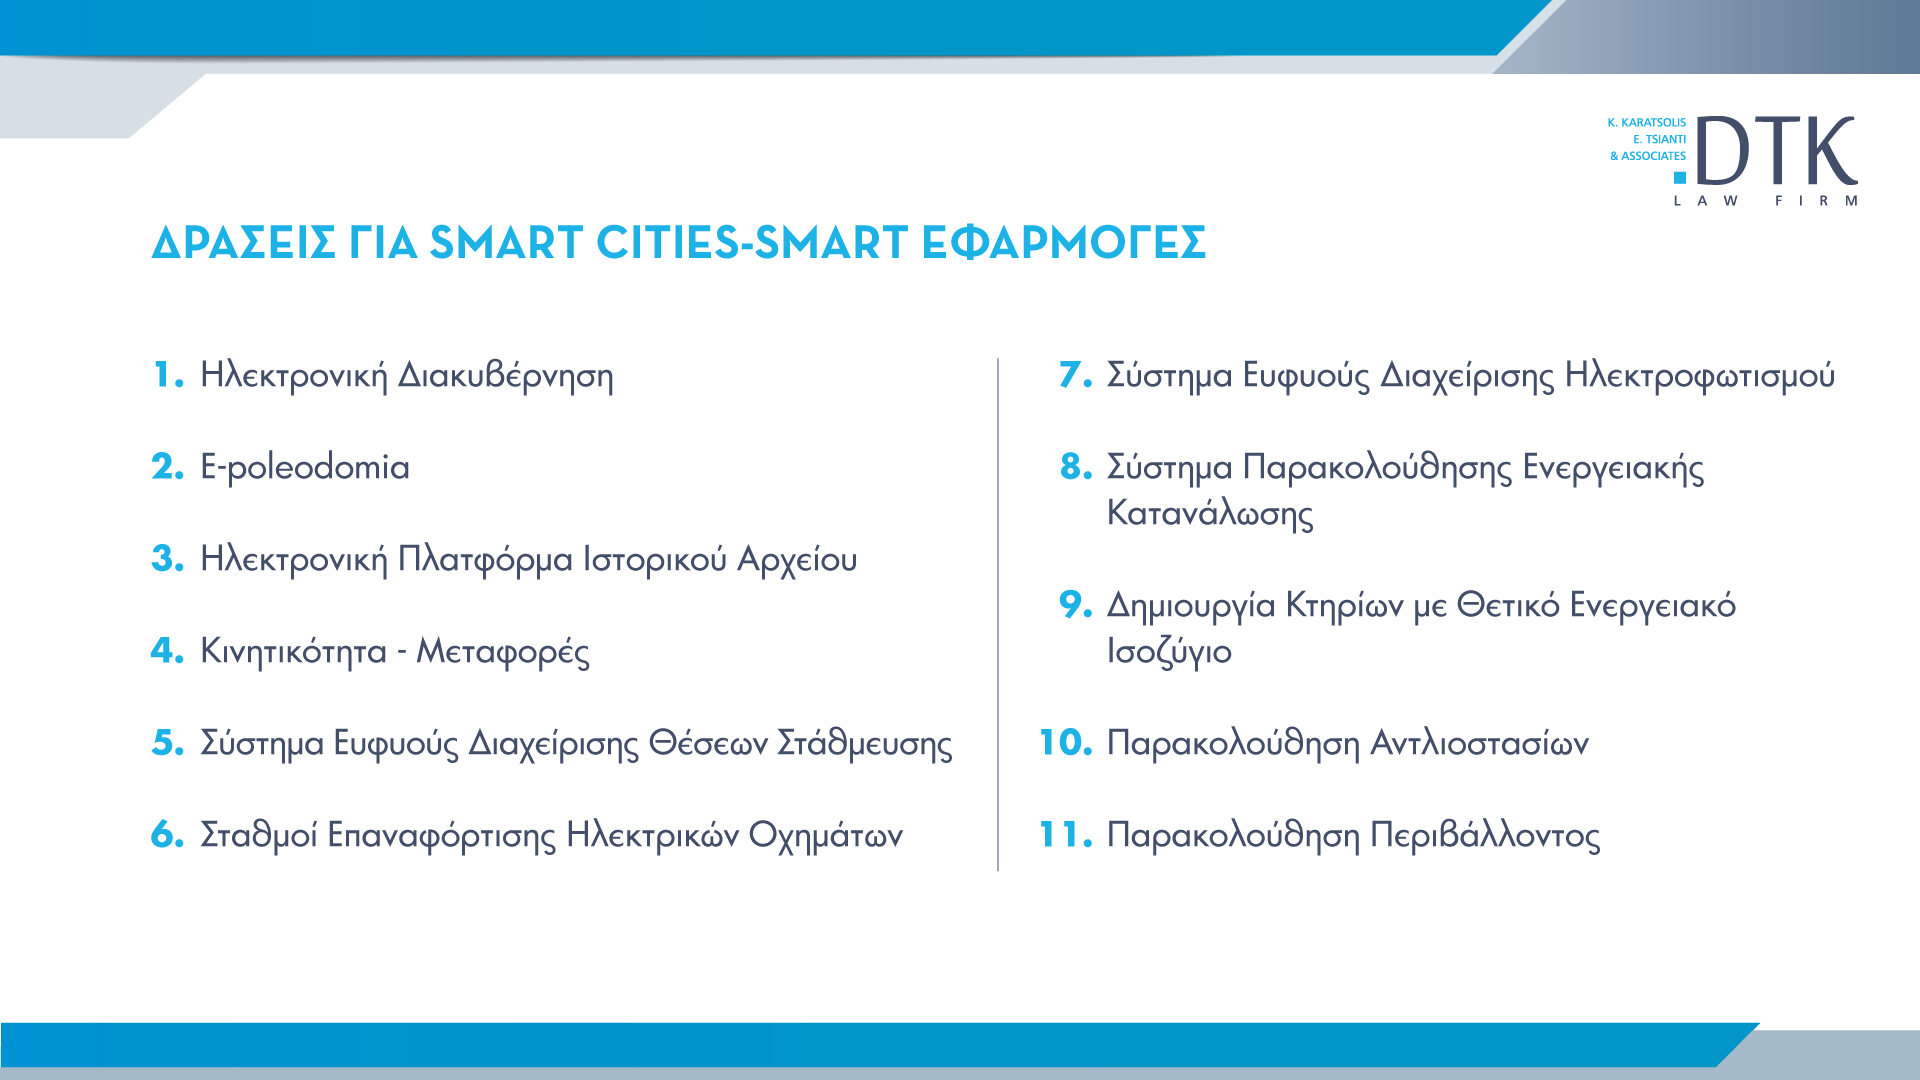 K. KARATSOLIS
E. TSIANTI
& ASSOCIATES
.DTK
LAW FIRM
ΔΡΑΣΕΙΣ ΓΙΑ SMART CITIES-SMART ΕΦΑΡΜΟΓΕΣ
1. Ηλεκτρονική Διακυβέρνηση
2. E-poleodomia
3. Ηλεκτρονική Πλατφόρμα Ιστορικού Αρχείου
4. Κινητικότητα - Μεταφορές
5. Σύστημα Ευφυούς Διαχείρισης Θέσεων Στάθμευσης
6. Σταθμοί Επαναφόρτισης Ηλεκτρικών Οχημάτων
7. Σύστημα Ευφυούς Διαχείρισης Ηλεκτροφωτισμού
8. Σύστημα Παρακολούθησης Ενεργειακής
Κατανάλωσης
9. Δημιουργία Κτηρίων με Θετικό Ενεργειακό
Ισοζύγιο
10. Παρακολούθηση Αντλιοστασίων
11. Παρακολούθηση Περιβάλλοντος